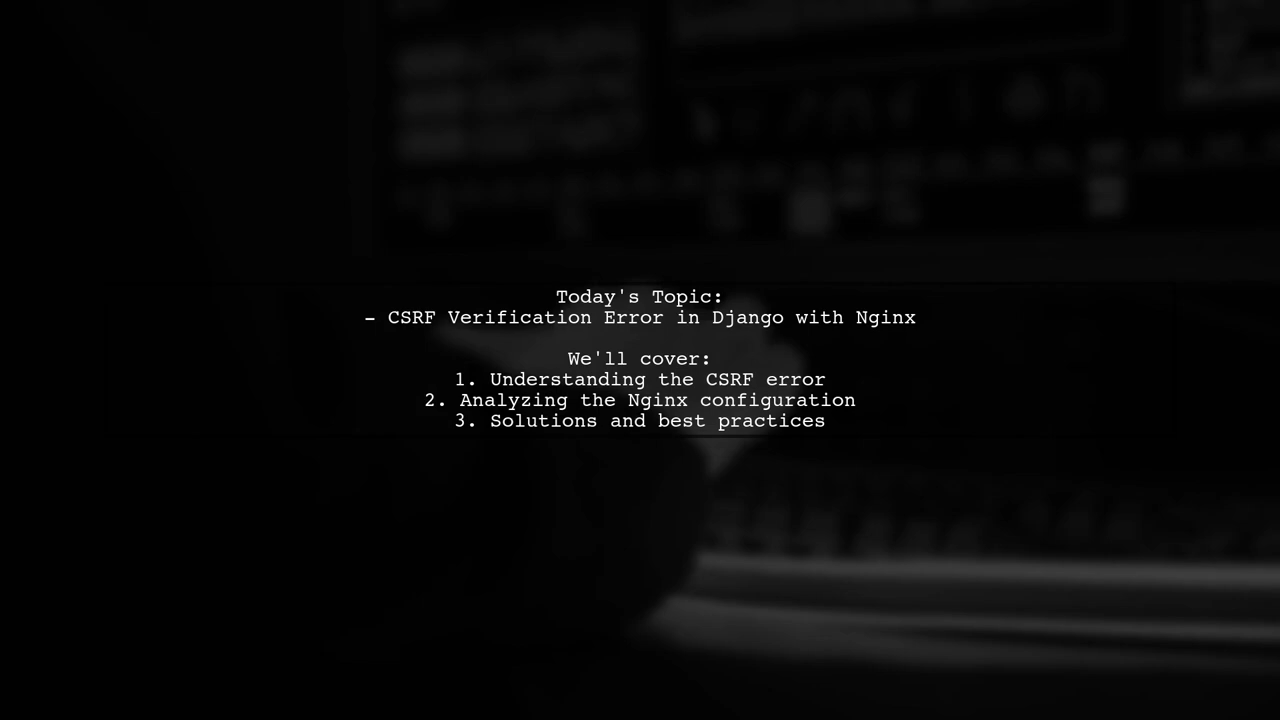 Today's Topic:
- CSRF Verification Error in Django with Nginx
We'll cover:
1. Understanding the CSRF error
2. Analyzing the Nginx configuration
3. Solutions and best practices